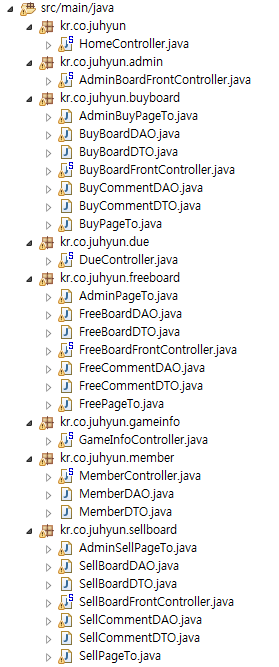 src/main/java
kr.co.juhyun
HomeController.java
kr.co.juhyun.admin
AdminBoardFrontController.java
kr.co.juhyun.buyboard
AdminBuyPageTo.java
BuyBoardDAO.java
BuyBoardDTO.java
BuyBoardFrontController.java
BuyCommentDAO.java
BuyCommentDTO.java
BuyPageTo.java
kr.co.juhyun.due
DueController.java
kr.co.juhyun.freeboard
AdminPageTo.java
FreeBoardDAO.java
FreeBoardDTO.java
FreeBoardFrontController.java
FreeCommentDAO.java
FreeCommentDTO.java
FreePageTo.java
kr.co.juhyun.gameinfo
GameInfoController.java
kr.co.juhyun.member
MemberController.java
MemberDAO.java
MemberDTO.java
kr.co.juhyun.sellboard
AdminSellPageTo.java
SellBoardDAO.java
SellBoardDTO.java
SellBoardFrontController.java
SellCommentDAO.java
SellCommentDTO.java
SellPageTo.java